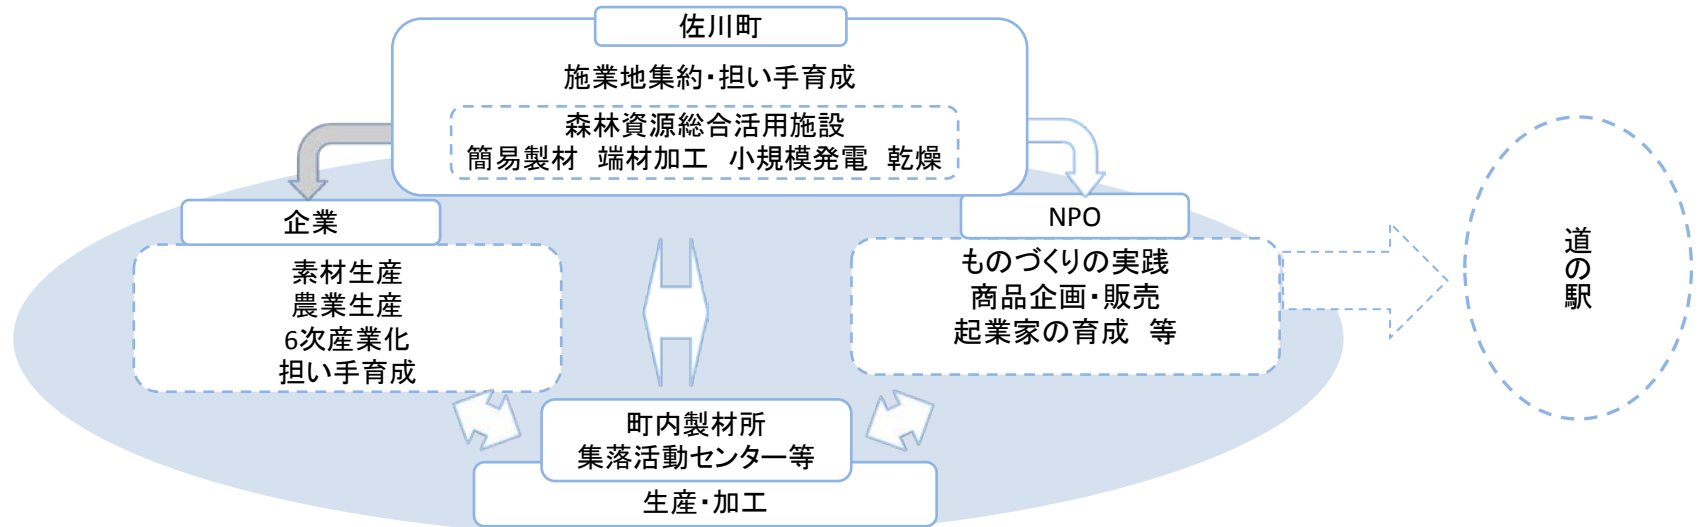 佐川町
施業地集約・担い手育成
森林資源総合活用施設
簡易製材　端材加工　小規模発電　乾燥
企業
素材生産
農業生産
6次産業化
担い手育成
NPO
ものづくりの実践
商品企画・販売
起業家の育成　等
道の駅
町内製材所
集落活動センター等
生産・加工